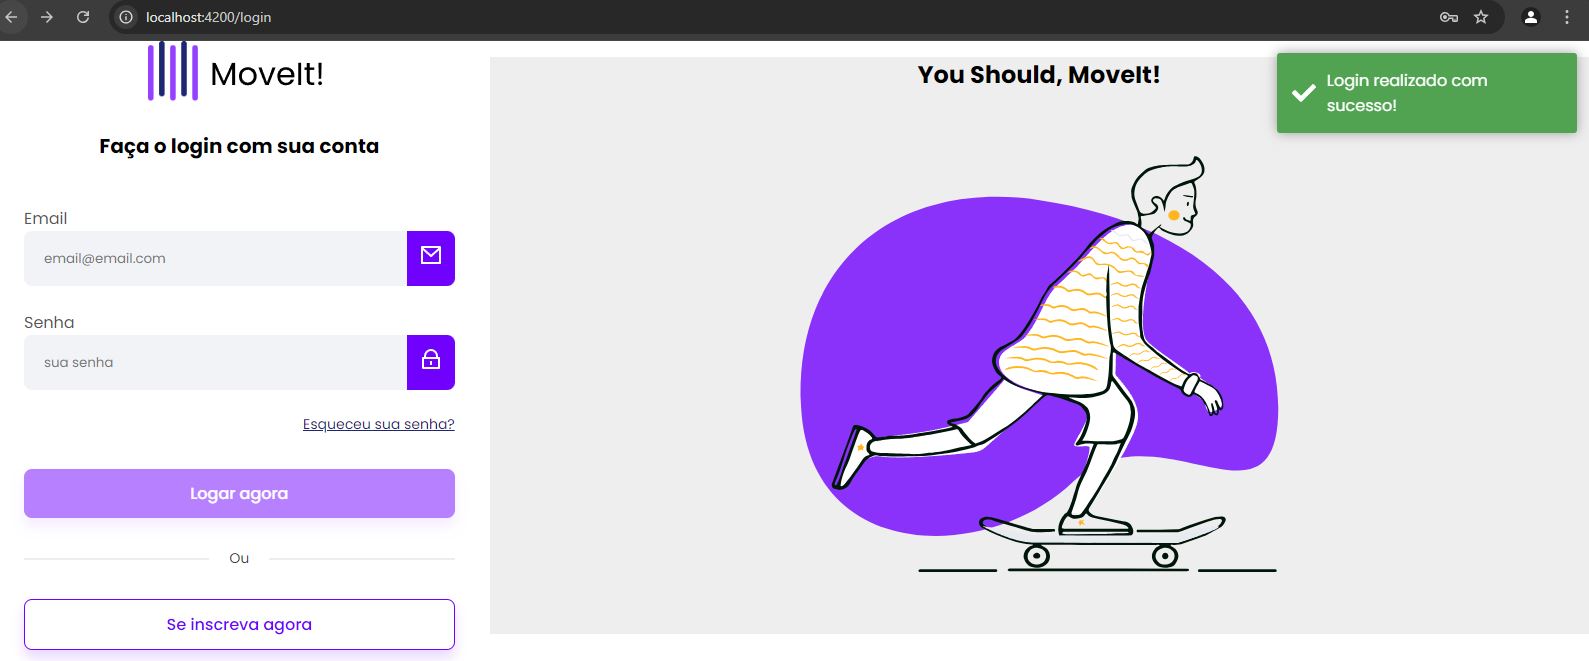 localhost:4200/login
MoveIt!
Faça o login com sua conta
Email
email@email.com
Senha
sua senha
Esqueceu sua senha?
Logar agora
Ou
Se inscreva agora
You Should, MoveIt!
Login realizado com
sucesso!